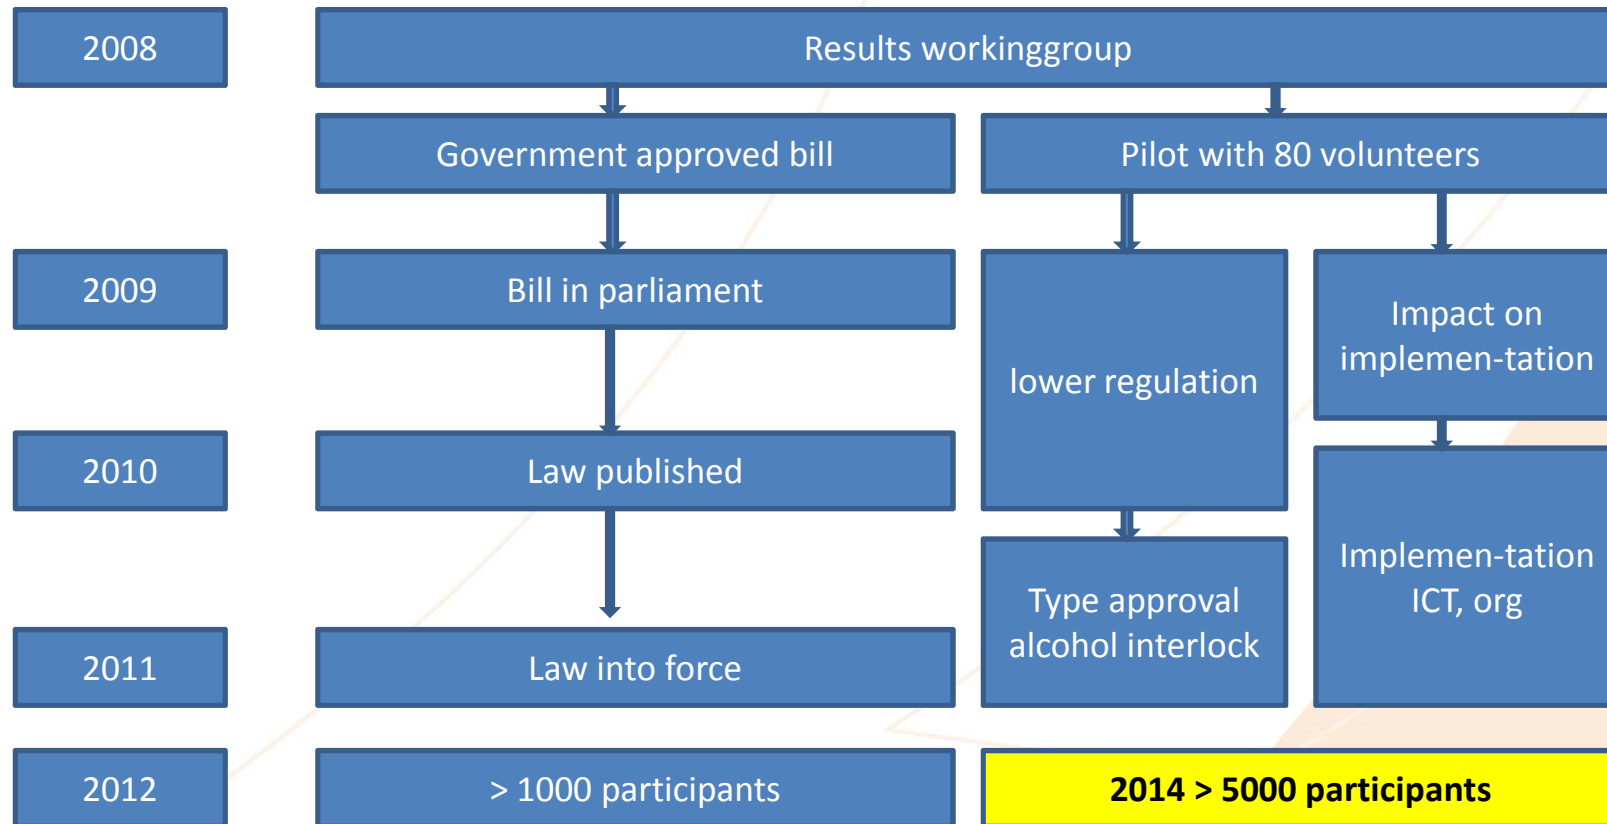 2008
Results workinggroup
Government approved bill
Pilot with 80 volunteers
2009
Bill in parliament
lower regulation
Impact on
implemen-tation
2010
Law published
Implemen-tation
ICT, org
Type approval
alcohol interlock
2011
Law into force
2012
> 1000 participants
2014 > 5000 participants